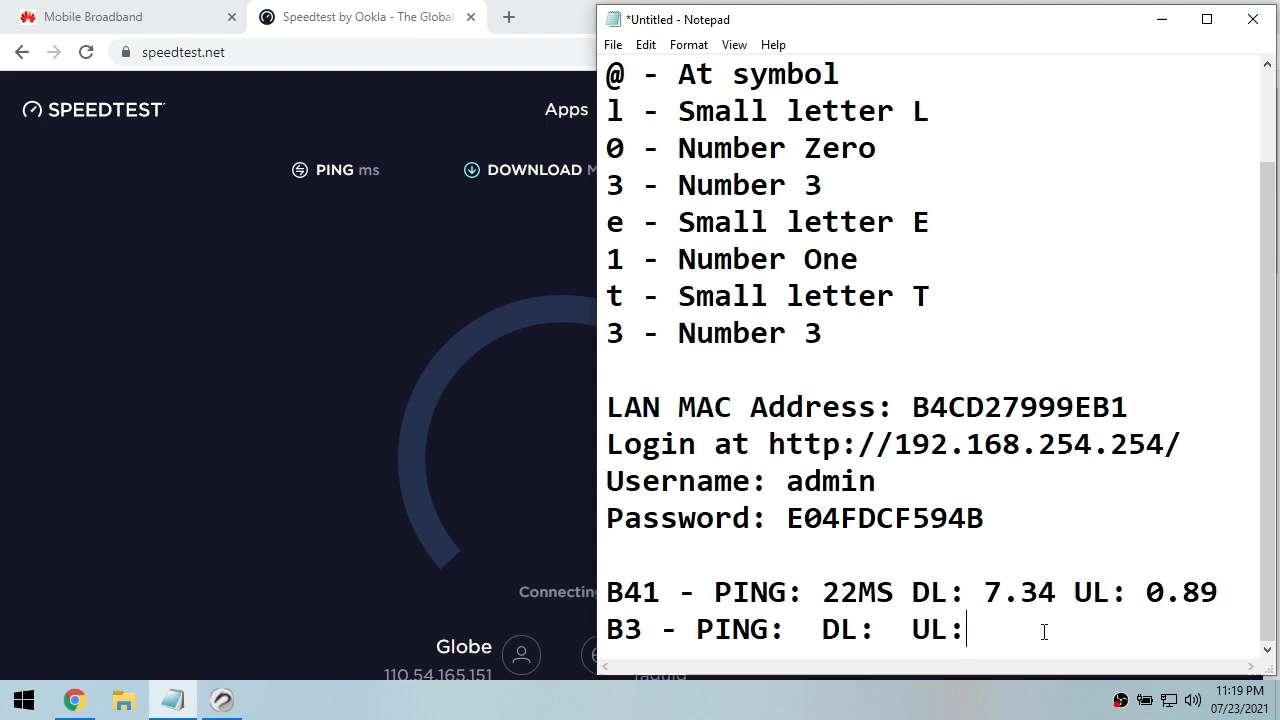 Mobile Broadband
Speedtest by Ookla - The Global
speedtest.net
SPEEDTEST
Apps
PING ms
DOWNLOAD M
Connecting
Globe
110.54.165.151
*Untitled - Notepad
File Edit Format View Help
@ - At symbol
l - Small letter L
0 - Number Zero
3 - Number 3
e - Small letter E
1 - Number One
t - Small letter T
3 - Number 3
LAN MAC Address: B4CD27999EB1
Login at http://192.168.254.254/
Username: admin
Password: E04FDCF594B
B41 - PING: 22MS DL: 7.34 UL: 0.89
B3 - PING:  DL:  UL:
11:19 PM
07/23/2021